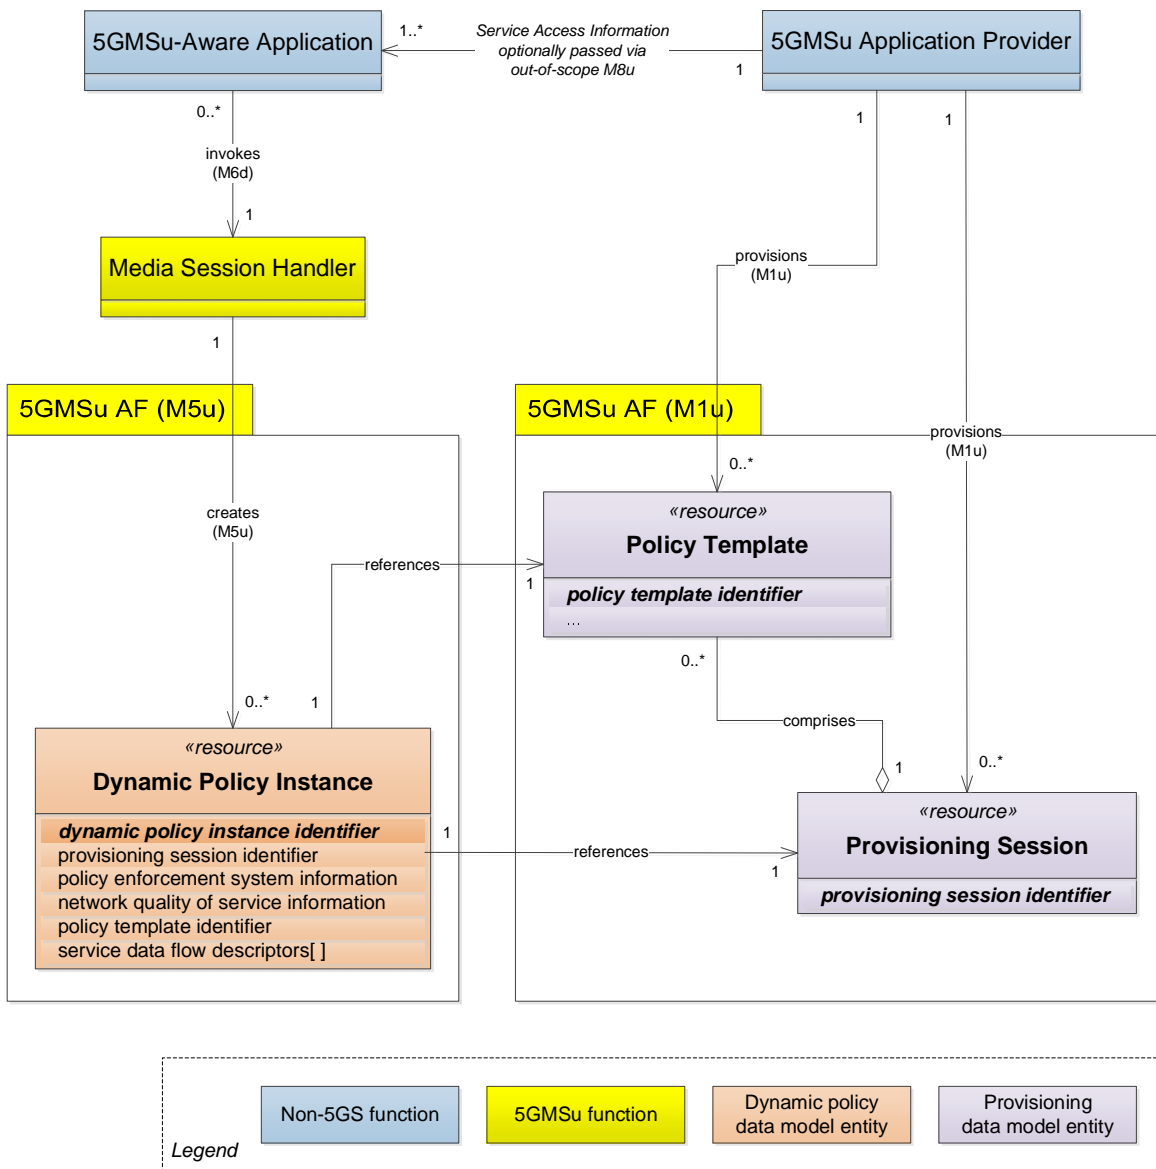 5GMSu-Aware Application
1..*
Service Access Information
optionally passed via
out-of-scope M8u
1
5GMSu Application Provider
0..*
invokes
(M6d)
1
1
1
Media Session Handler
provisions
(M1u)
1
5GMSu AF (M5u)
5GMSu AF (M1u)
provisions
(M1u)
0..*
creates
(M5u)
«resource»
Policy Template
references
1
policy template identifier
...
0..*
0..*
1
comprises
1
0..*
«resource»
Dynamic Policy Instance
dynamic policy instance identifier
provisioning session identifier
policy enforcement system information
network quality of service information
policy template identifier
service data flow descriptors[ ]
1
references
1
«resource»
Provisioning Session
provisioning session identifier
Legend
Non-5GS function
5GMSu function
Dynamic policy
data model entity
Provisioning
data model entity